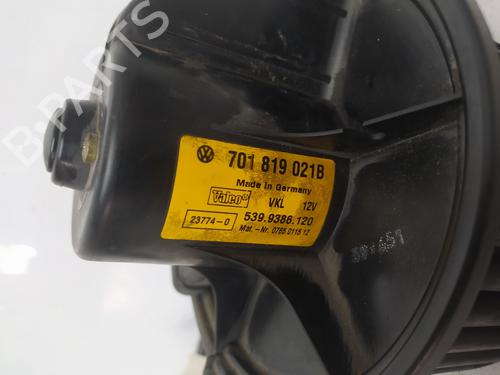 701 819 021B
Made in Germany
Valeo® VKL 12V
23774-0 539.9386.120
Mat.-Nr. 0765 0115 12
B-PARTS